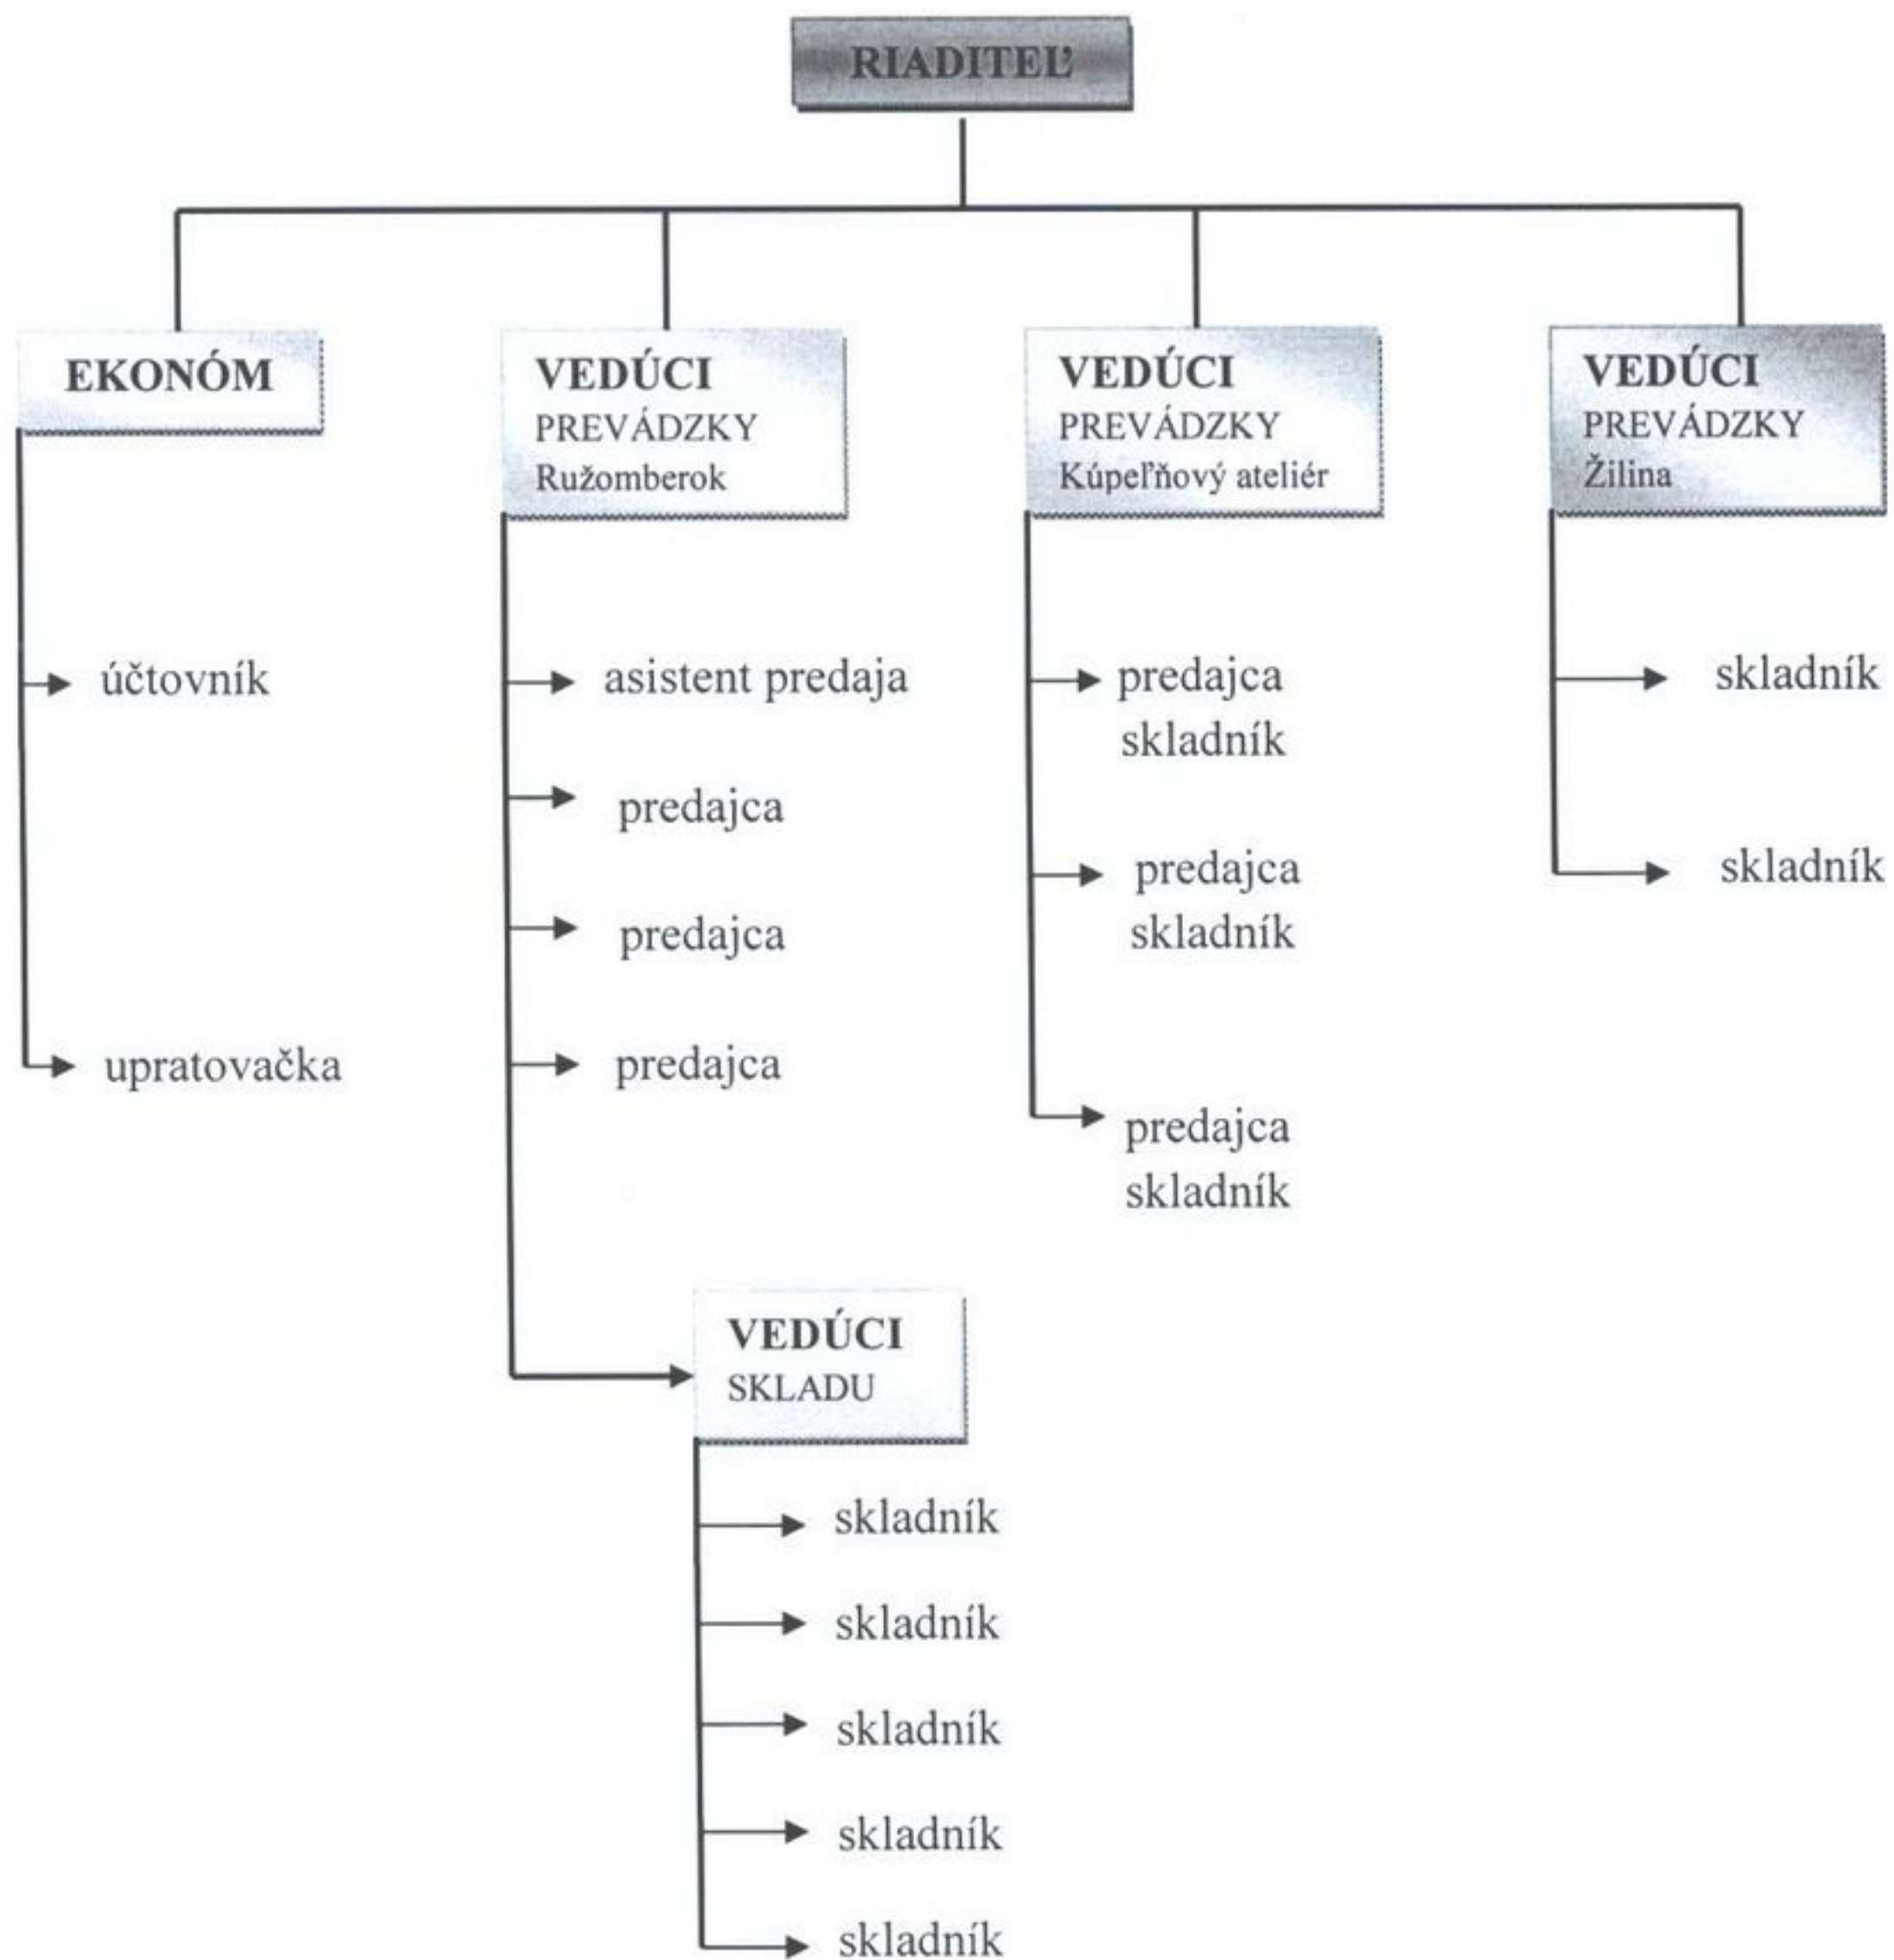 RIADITEĽ
EKONÓM
účtovník
upratovačka
VEDÚCI
PREVÁDZKY
Ružomberok
asistent predaja
predajca
predajca
predajca
VEDÚCI
SKLADU
skladník
skladník
skladník
skladník
skladník
VEDÚCI
PREVÁDZKY
Kúpeľňový ateliér
predajca
skladník
predajca
skladník
predajca
skladník
VEDÚCI
PREVÁDZKY
Žilina
skladník
skladník